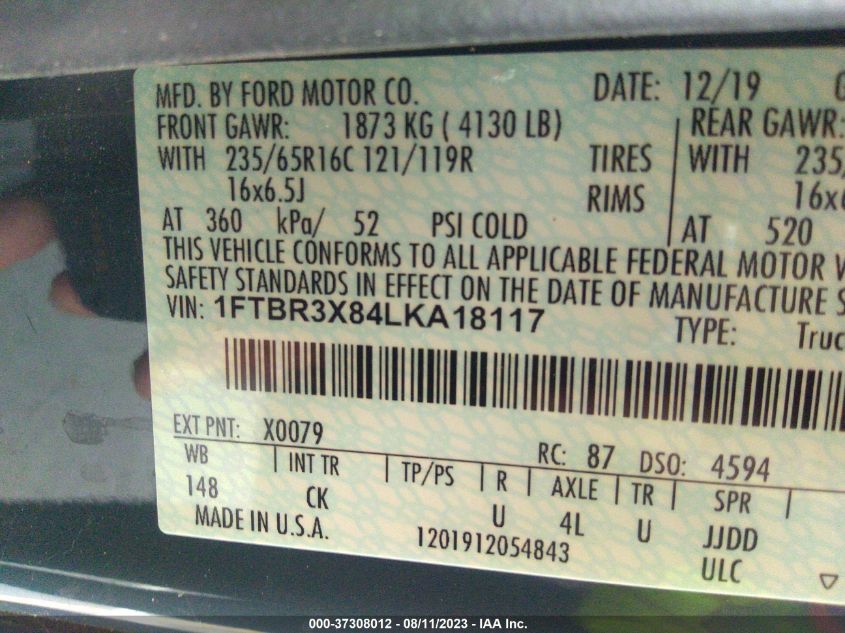 MFD. BY FORD MOTOR CO. DATE: 12/19
FRONT GAWR: 1873 KG ( 4130 LB) REAR GAWR:
WITH 235/65R16C 121/119R TIRES WITH 235/
16x6.5J RIMS 16x6
AT 360 kPa/ 52 PSI COLD AT 520
THIS VEHICLE CONFORMS TO ALL APPLICABLE FEDERAL MOTOR V
SAFETY STANDARDS IN EFFECT ON THE DATE OF MANUFACTURE S
VIN: 1FTBR3X84LKA18117 TYPE: Truc
EXT PNT: X0079 RC: 87 DSO: 4594
WB INT TR TP/PS R AXLE TR SPR
148 CK U 4L U JJDD
MADE IN U.S.A. 1201912054843 ULC
000-37308012 - 08/11/2023 - IAA Inc.